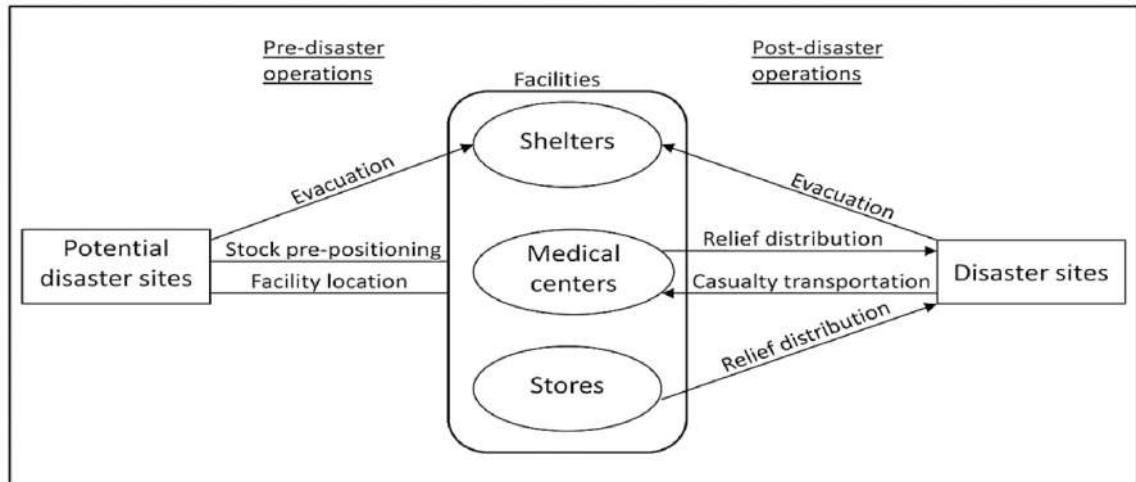 Pre-disaster
operations
Post-disaster
operations
Facilities
Shelters
Evacuation
Evacuation
Potential
disaster sites
Stock pre-positioning
Facility location
Medical
centers
Relief distribution
Casualty transportation
Disaster sites
Relief distribution
Stores